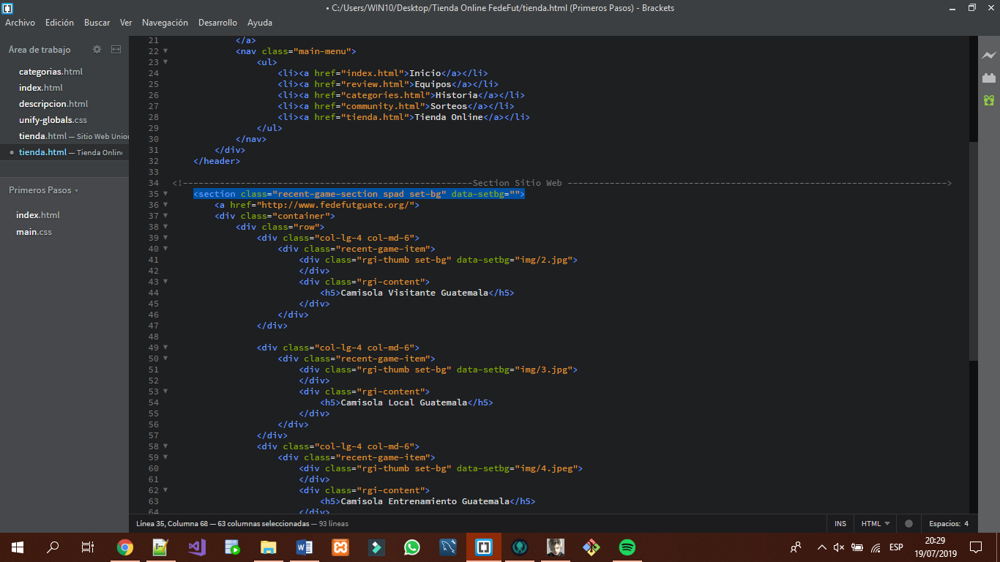 • C:/Users/WIN10/Desktop/Tienda Online FedeFut/tienda.html (Primeros Pasos) - Brackets
Archivo Edición Buscar Ver Navegación Desarrollo Ayuda
Área de trabajo
categorias.html
index.html
descripcion.html
unify-globals.css
tienda.html — Sitio Web Union
tienda.html — Tienda Online
Primeros Pasos
index.html
main.css
21 </a>
22 <nav class="main-menu">
23 <ul>
24 <li><a href="index.html">Inicio</a></li>
25 <li><a href="review.html">Equipos</a></li>
26 <li><a href="categories.html">Historia</a></li>
27 <li><a href="community.html">Sorteos</a></li>
28 <li><a href="tienda.html">Tienda Online</a></li>
29 </ul>
30 </nav>
31 </div>
32 </header>
33
34 <!-------------------------------------------------------Section Sitio Web ------------------------------------------------------------------------>
35 <section class="recent-game-section spad set-bg" data-setbg="">
36 <a href="http://www.fedefutguate.org/">
37 <div class="container">
38 <div class="row">
39 <div class="col-lg-4 col-md-6">
40 <div class="recent-game-item">
41 <div class="rgi-thumb set-bg" data-setbg="img/2.jpg">
42 </div>
43 <div class="rgi-content">
44 <h5>Camisola Visitante Guatemala</h5>
45 </div>
46 </div>
47 </div>
48
49 <div class="col-lg-4 col-md-6">
50 <div class="recent-game-item">
51 <div class="rgi-thumb set-bg" data-setbg="img/3.jpg">
52 </div>
53 <div class="rgi-content">
54 <h5>Camisola Local Guatemala</h5>
55 </div>
56 </div>
57 </div>
58 <div class="col-lg-4 col-md-6">
59 <div class="recent-game-item">
60 <div class="rgi-thumb set-bg" data-setbg="img/4.jpeg">
61 </div>
62 <div class="rgi-content">
63 <h5>Camisola Entrenamiento Guatemala</h5>
64 </div>
Línea 35, Columna 68 — 63 columnas seleccionadas — 93 líneas
INS HTML Espacios: 4
ESP
20:29
19/07/2019